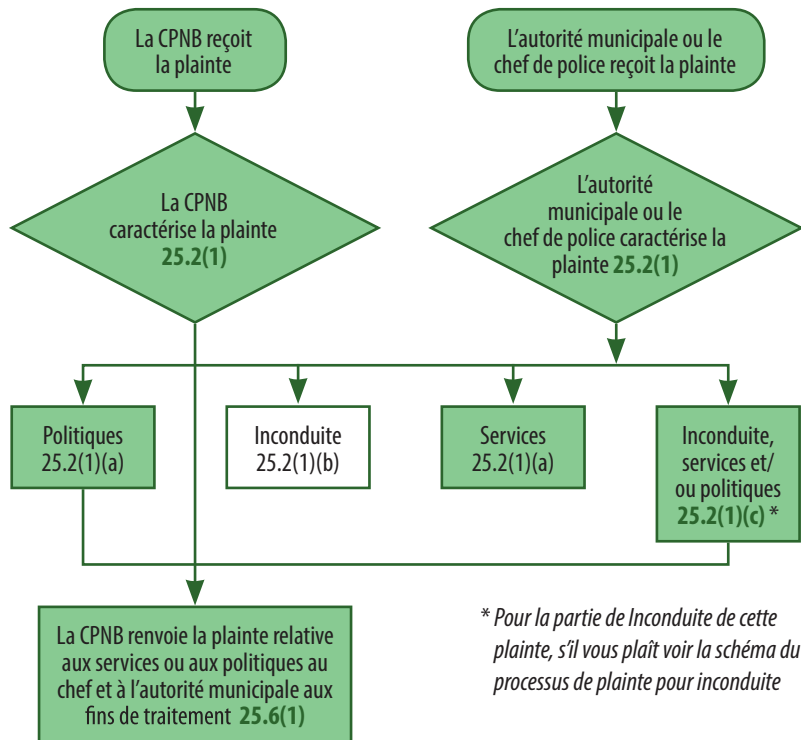 La CPNB reçoit
la plainte
L’autorité municipale ou le
chef de police reçoit la plainte
La CPNB
caractérise la plainte
25.2(1)
L’autorité
municipale ou le
chef de police caractérise la
plainte 25.2(1)
Politiques
25.2(1)(a)
Inconduite
25.2(1)(b)
Services
25.2(1)(a)
Inconduite,
services et/
ou politiques
25.2(1)(c) *
La CPNB renvoie la plainte relative
aux services ou aux politiques au
chef et à l’autorité municipale aux
fins de traitement 25.6(1)
* Pour la partie de Inconduite de cette
plainte, s’il vous plaît voir la schéma du
processus de plainte pour inconduite